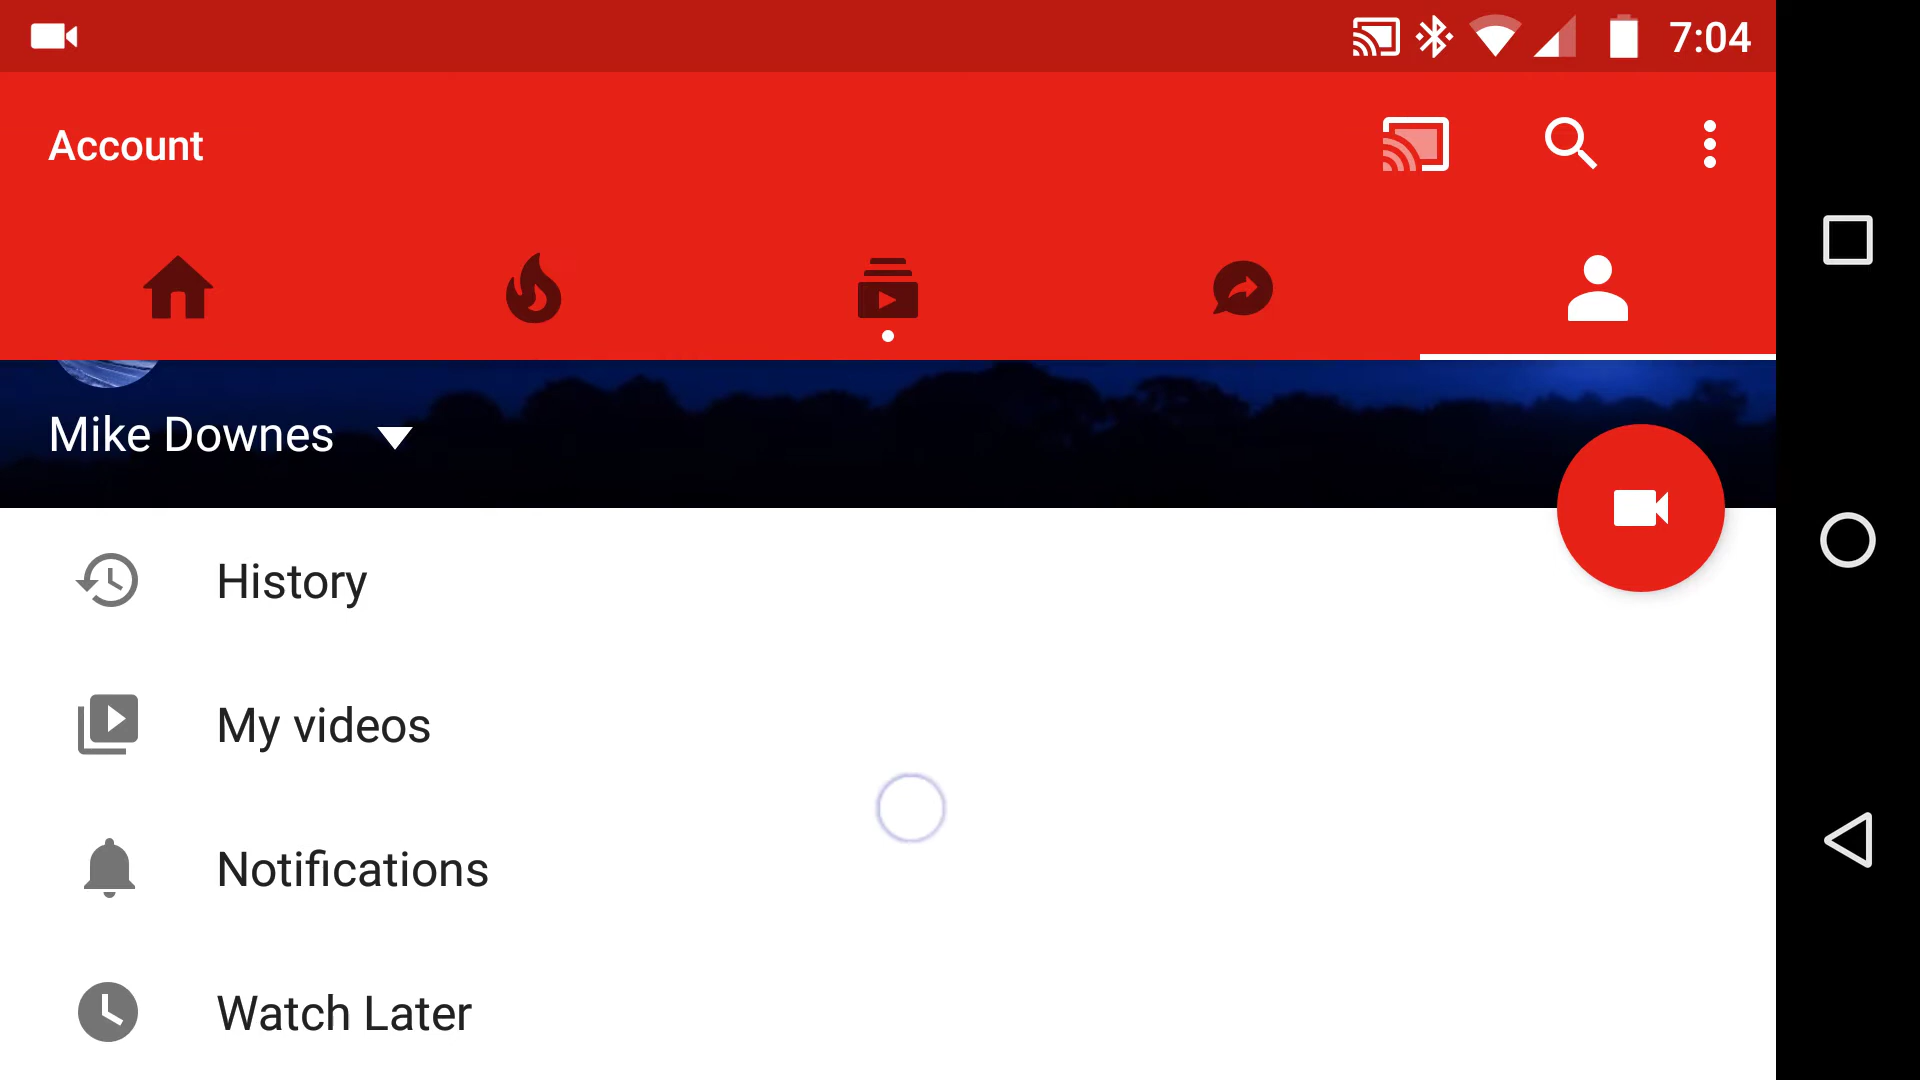 7:04
Account
Mike Downes
History
My videos
Notifications
Watch Later